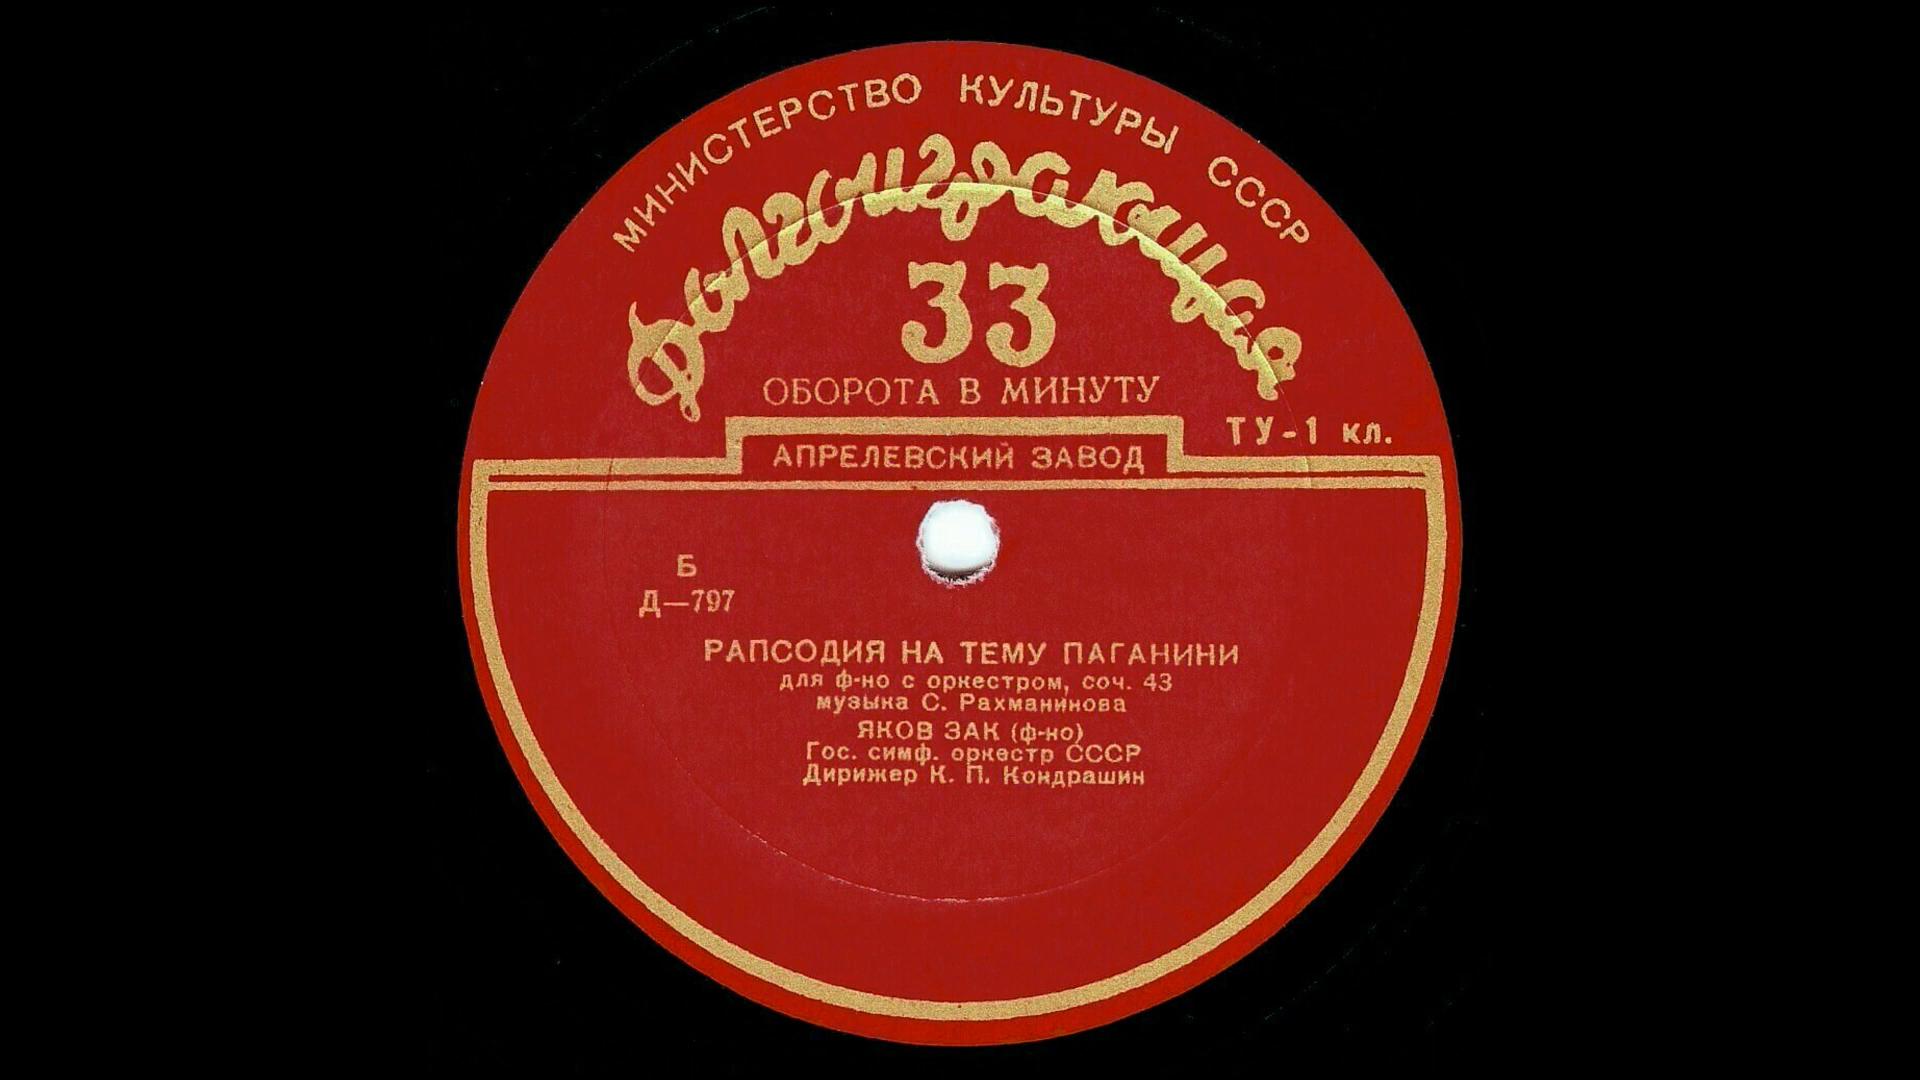 МИНИСТЕРСТВО КУЛЬТУРЫ СССР
Долгоиграющая
33
ОБОРОТА В МИНУТУ
ТУ-1 кл.
АПРЕЛЕВСКИЙ ЗАВОД
Б
Д—797
РАПСОДИЯ НА ТЕМУ ПАГАНИНИ
для ф-но с оркестром, соч. 43
музыка С. Рахманинова
ЯКОВ ЗАК (ф-но)
Гос. симф. оркестр СССР
Дирижер К. П. Кондрашин